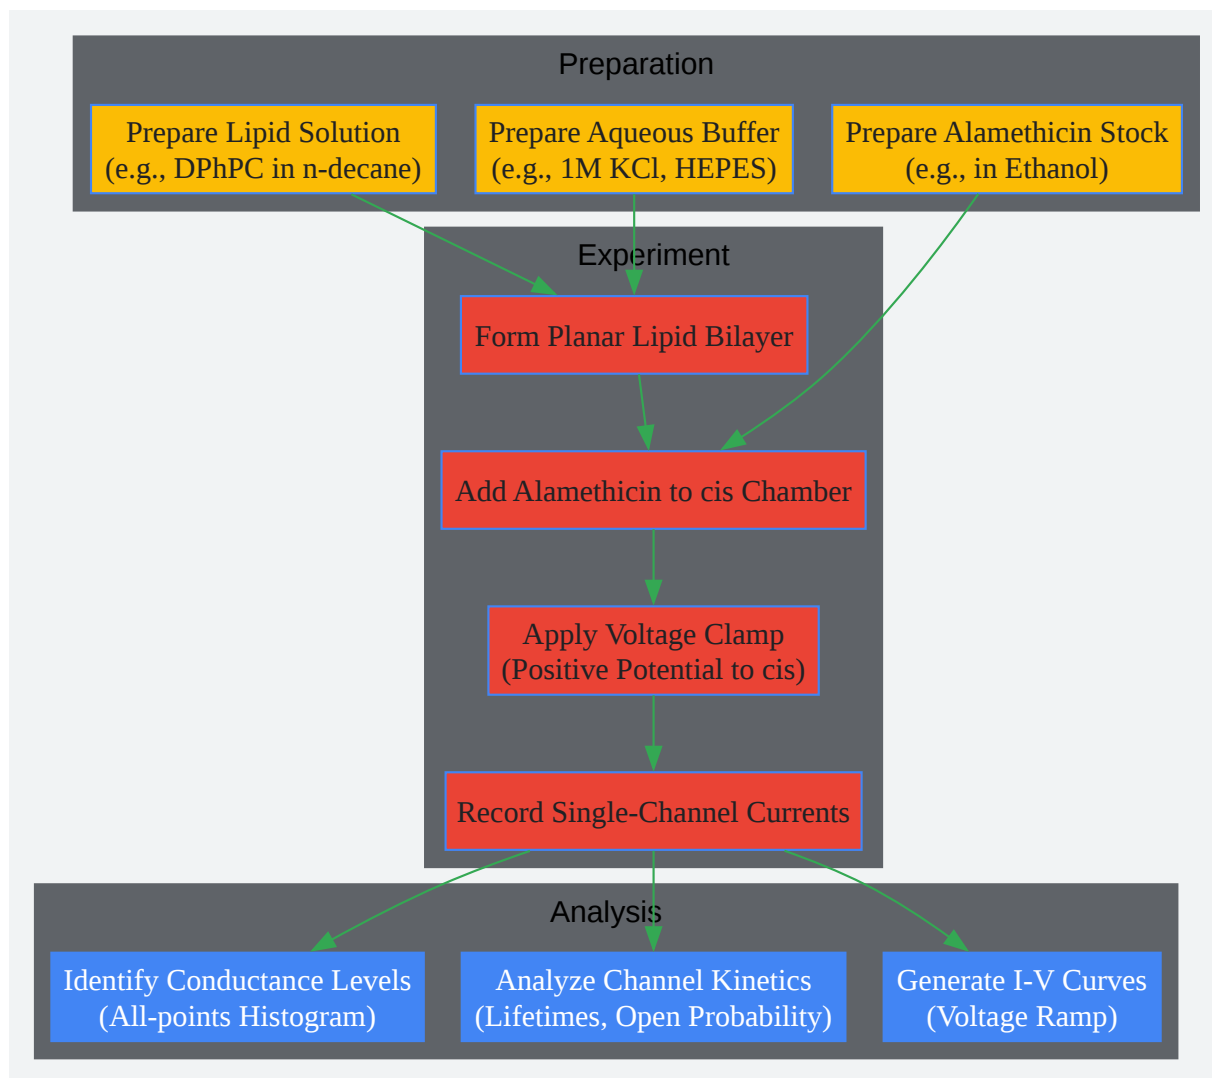 Preparation
Prepare Lipid Solution
(e.g., DPhPC in n-decane)
Prepare Aqueous Buffer
(e.g., 1M KCl, HEPES)
Prepare Alamethicin Stock
(e.g., in Ethanol)
Experiment
Form Planar Lipid Bilayer
Add Alamethicin to cis Chamber
Apply Voltage Clamp
(Positive Potential to cis)
Record Single-Channel Currents
Analysis
Identify Conductance Levels
(All-points Histogram)
Analyze Channel Kinetics
(Lifetimes, Open Probability)
Generate I-V Curves
(Voltage Ramp)